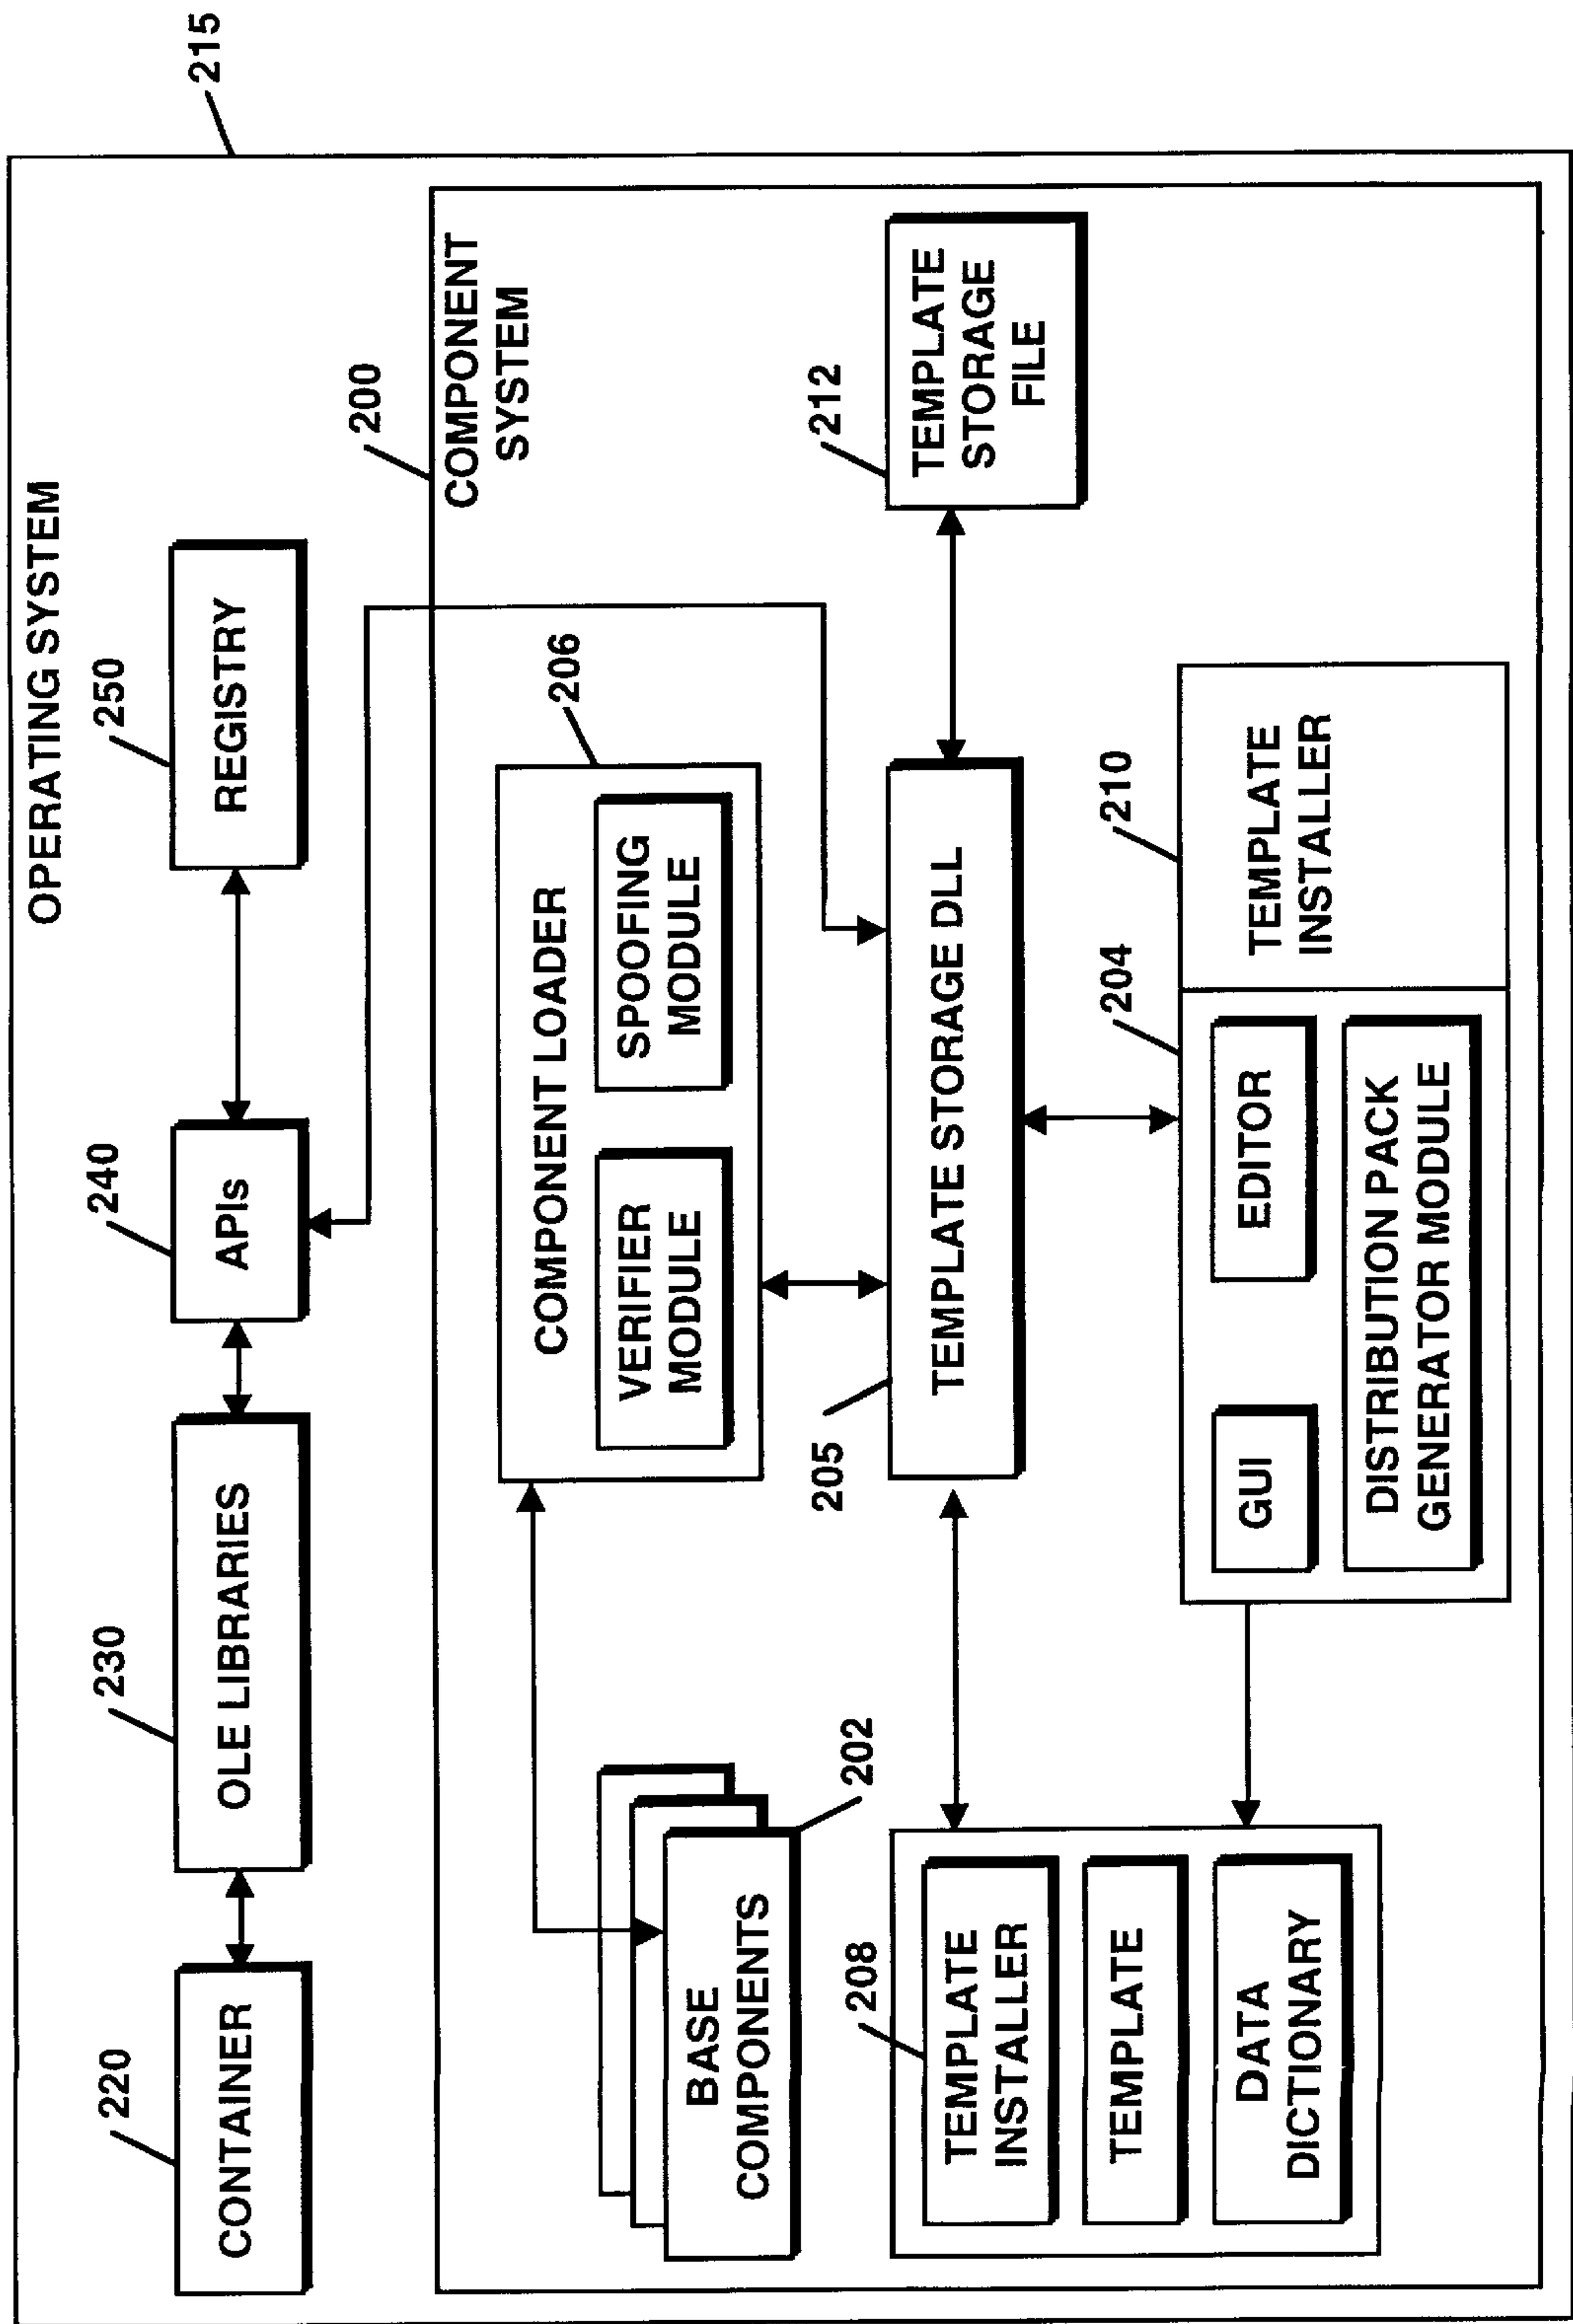 OPERATING SYSTEM
215
220
CONTAINER
230
OLE LIBRARIES
240
APIs
250
REGISTRY
200
COMPONENT
SYSTEM
206
COMPONENT LOADER
VERIFIER
MODULE
SPOOFING
MODULE
BASE
COMPONENTS
202
205
TEMPLATE STORAGE DLL
212
TEMPLATE
STORAGE
FILE
208
TEMPLATE
INSTALLER
TEMPLATE
DATA
DICTIONARY
204
GUI
EDITOR
DISTRIBUTION PACK
GENERATOR MODULE
210
TEMPLATE
INSTALLER